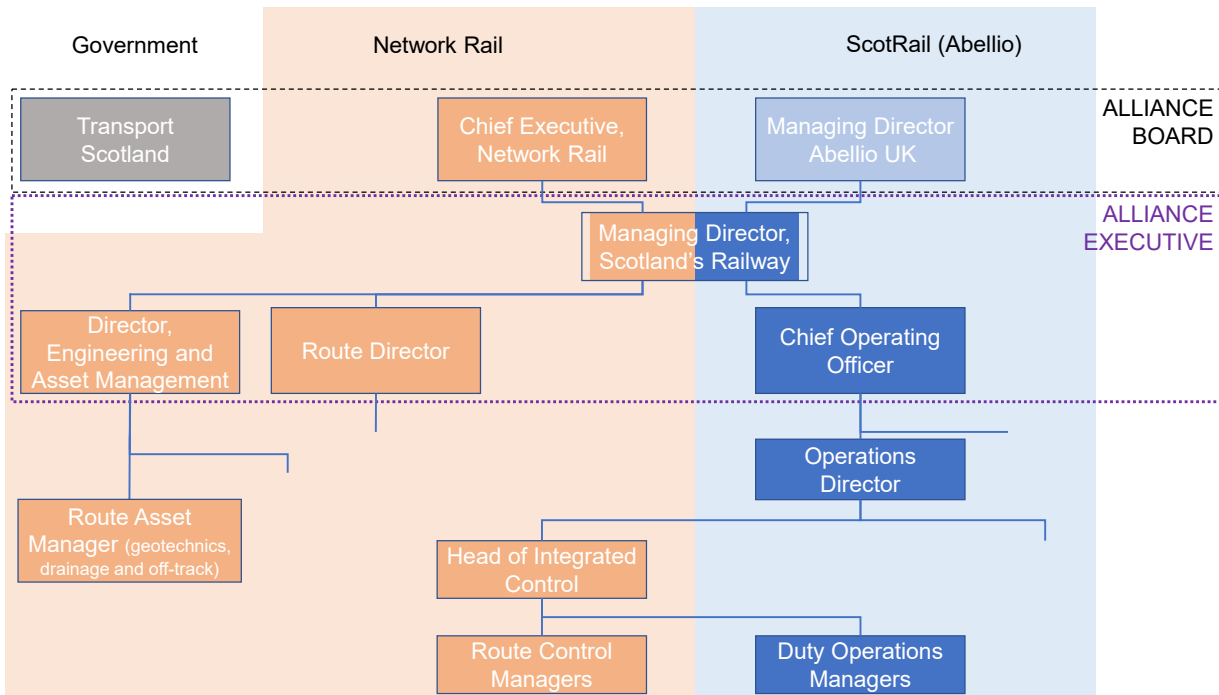 Government
Network Rail
ScotRail (Abellio)
Transport
Scotland
Chief Executive,
Network Rail
Managing Director
Abellio UK
ALLIANCE
BOARD
ALLIANCE
EXECUTIVE
Managing Director,
Scotland's Railway
Director,
Engineering and
Asset Management
Route Director
Chief Operating
Officer
Operations
Director
Route Asset
Manager (geotechnics,
drainage and off-track)
Head of Integrated
Control
Route Control
Managers
Duty Operations
Managers